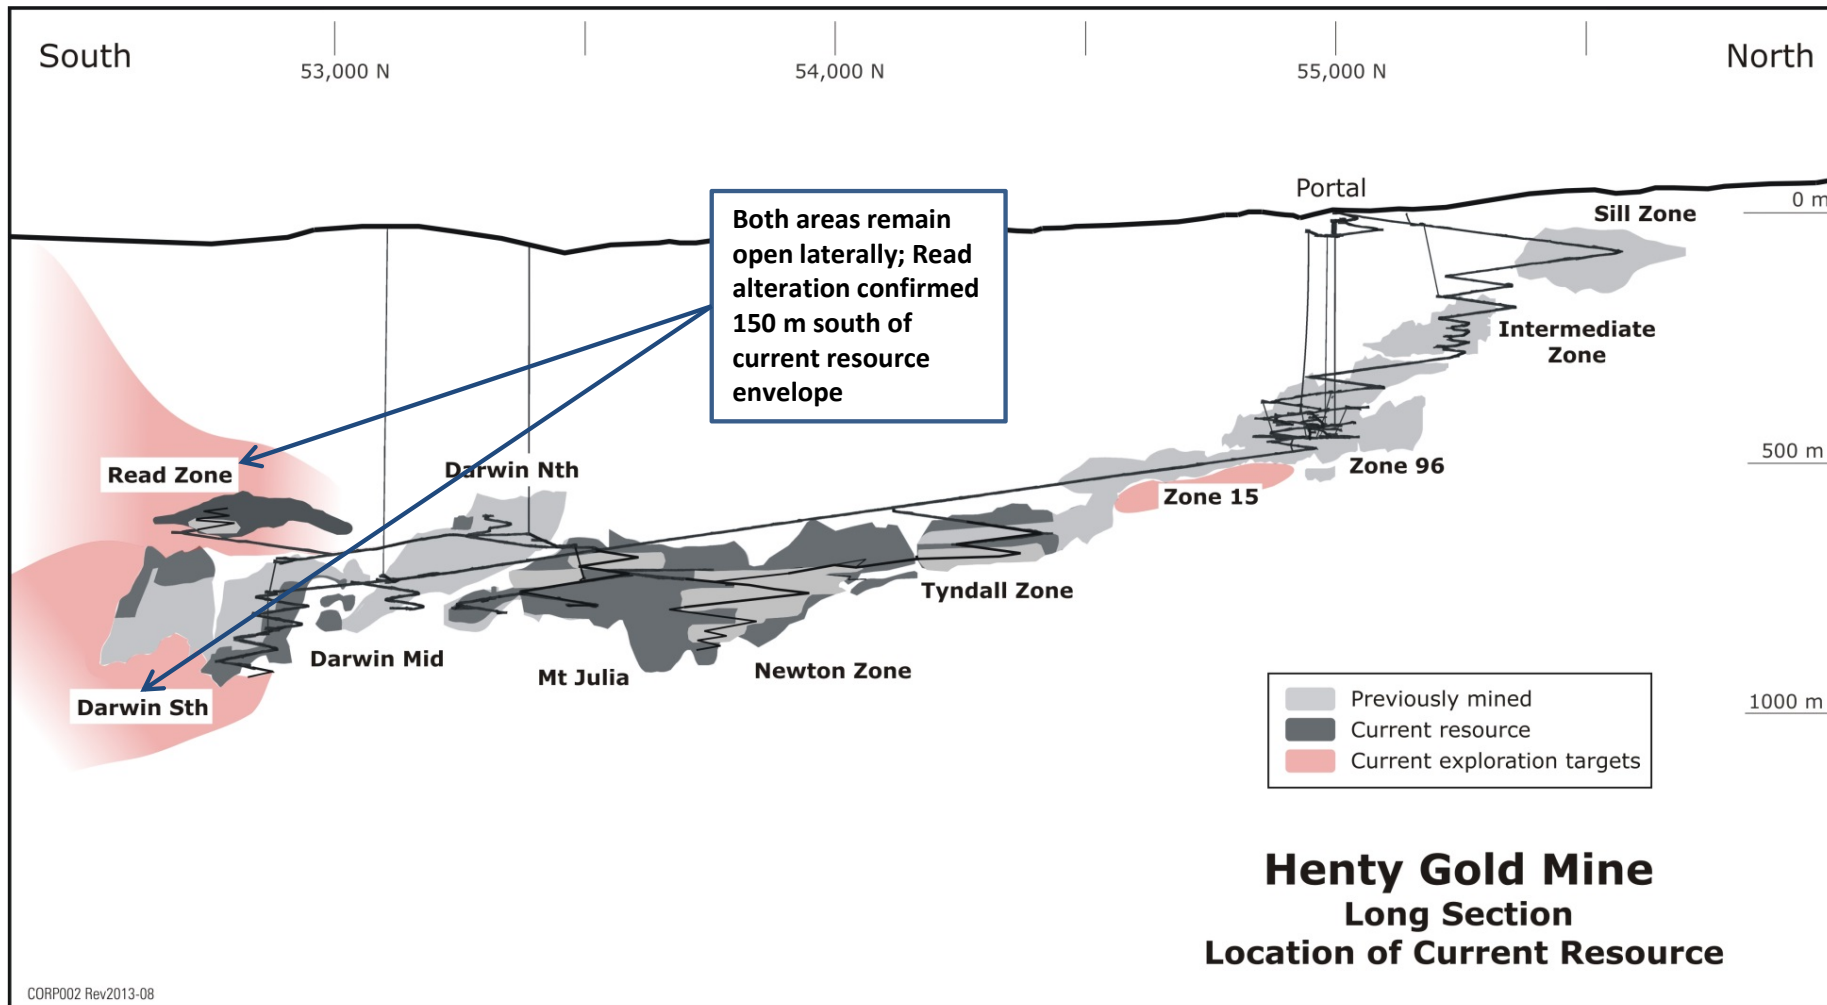 South
53,000 N
54,000 N
55,000 N
North
Portal
0 m
Sill Zone
Both areas remain
open laterally; Read
alteration confirmed
150 m south of
current resource
envelope
Intermediate
Zone
Read Zone
Darwin Nth
Zone 96
500 m
Zone 15
Tyndall Zone
Darwin Mid
Mt Julia
Newton Zone
Darwin Sth
Previously mined
Current resource
Current exploration targets
1000 m
Henty Gold Mine
Long Section
Location of Current Resource
CORP002 Rev2013-08